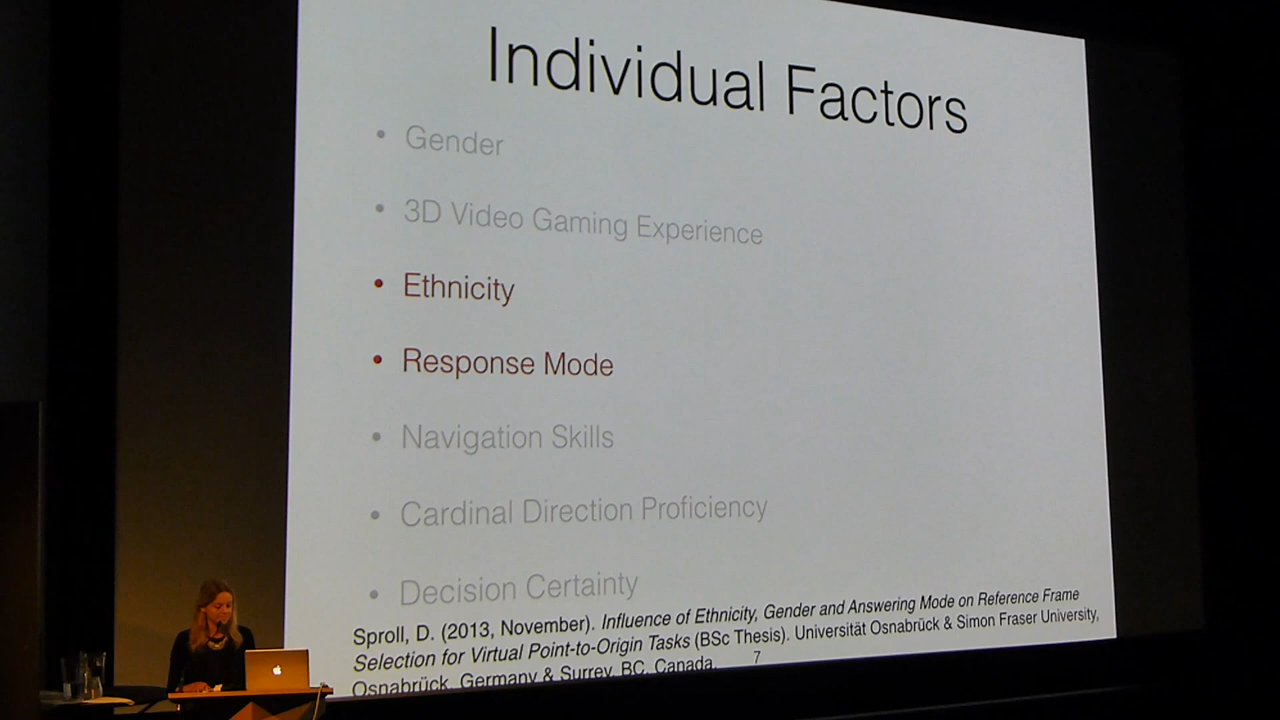 Individual Factors
• Gender
• 3D Video Gaming Experience
• Ethnicity
• Response Mode
• Navigation Skills
• Cardinal Direction Proficiency
• Decision Certainty
Sproll, D. (2013, November). Influence of Ethnicity, Gender and Answering Mode on Reference Frame
Selection for Virtual Point-to-Origin Tasks (BSc Thesis). Universität Osnabrück & Simon Fraser University,
Osnabrück, Germany & Surrey, BC, Canada.
7